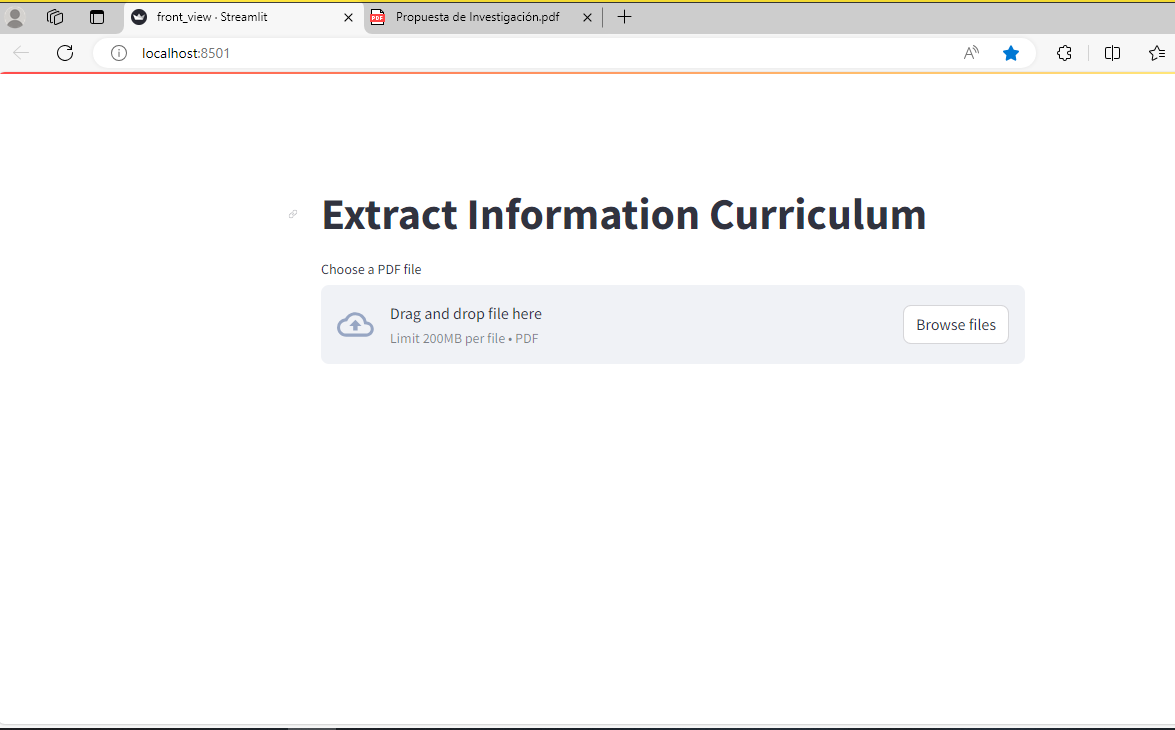 front_view · Streamlit
Propuesta de Investigación.pdf
localhost:8501
Extract Information Curriculum
Choose a PDF file
Drag and drop file here
Limit 200MB per file • PDF
Browse files